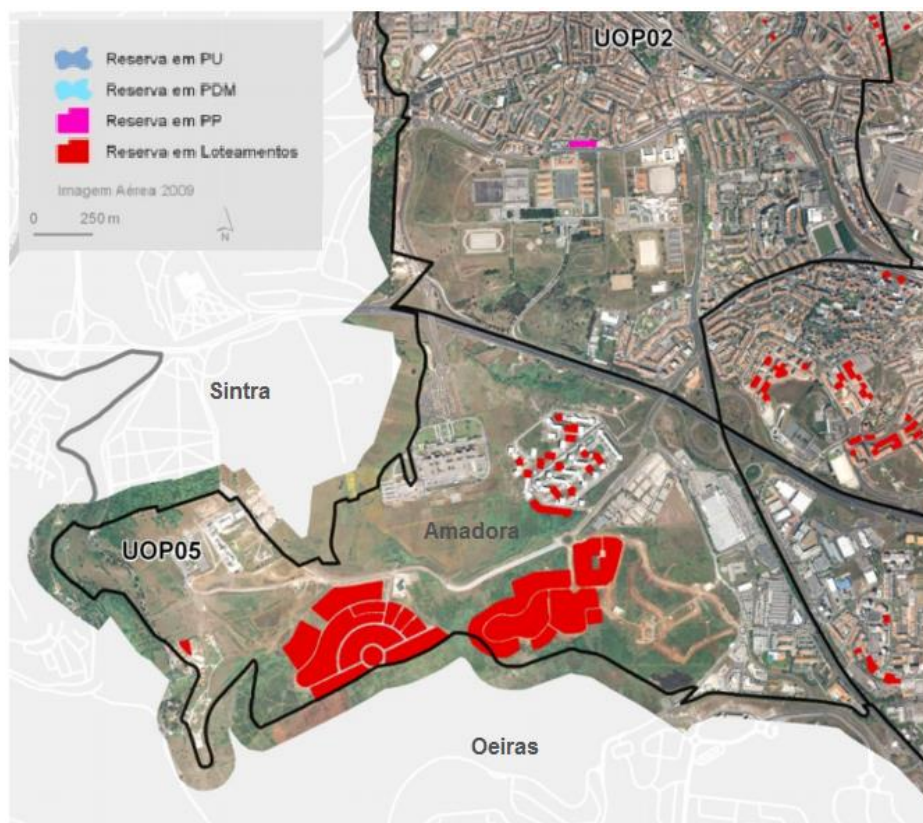 Reserva em PU
Reserva em PDM
Reserva em PP
Reserva em Loteamentos
Imagem Aérea 2009
0 250 m
N
UOP02
Sintra
Amadora
UOP05
Oeiras